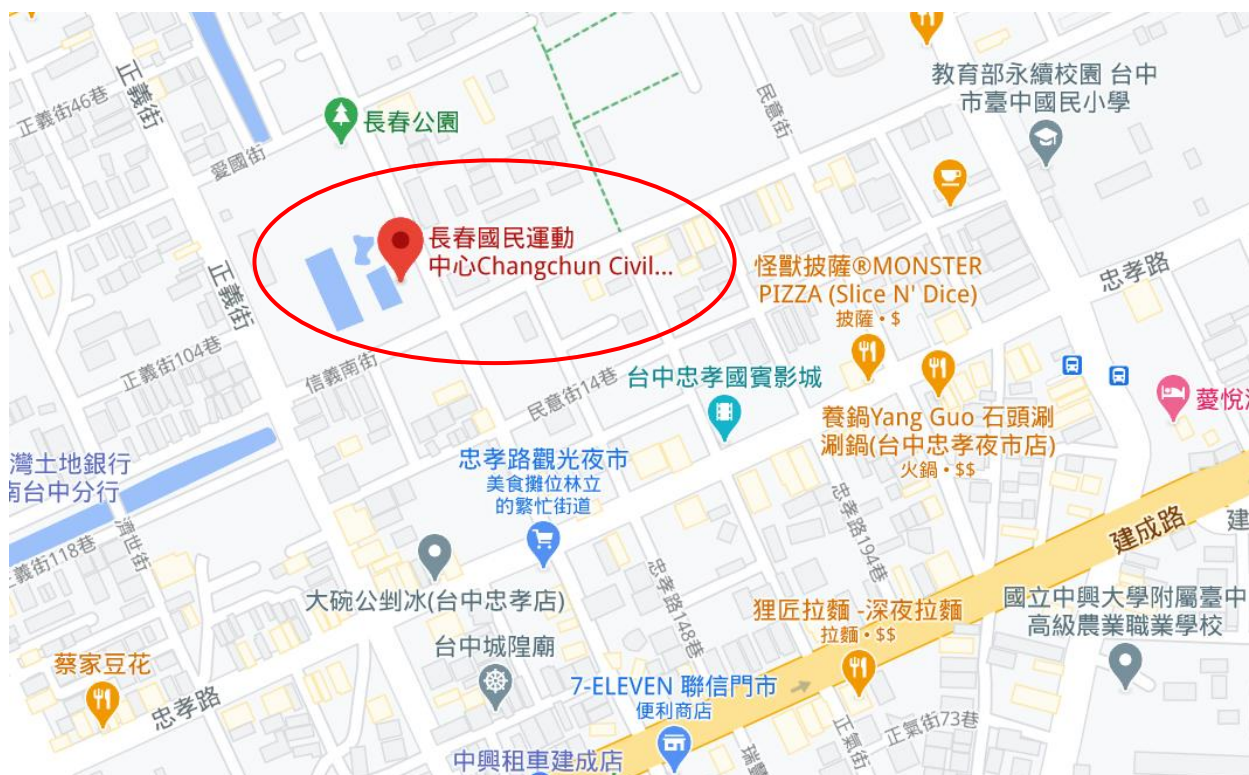 教育部永續校園 台中
市臺中國民小學
正義街46巷
正義街
長春公園
民意街
愛國街
長春國民運動
中心Changchun Civil...
怪獸披薩®MONSTER
PIZZA (Slice N' Dice)
披薩・$
忠孝路
正義街
正義街104巷
信義南街
民意街14巷
台中忠孝國賓影城
養鍋Yang Guo 石頭涮
涮鍋(台中忠孝夜市店)
火鍋・$$
薆悅
灣土地銀行
南台中分行
忠孝路觀光夜市
美食攤位林立
的繁忙街道
濟世街
義街118巷
忠孝路194巷
建成路
建
大碗公剉冰(台中忠孝店)
忠孝路148巷
狸匠拉麵 -深夜拉麵
拉麵・$$
國立中興大學附屬臺中
高級農業職業學校
台中城隍廟
蔡家豆花
忠孝路
7-ELEVEN 聯信門市
便利商店
正氣街
正氣街73巷
中興租車建成店
瑞